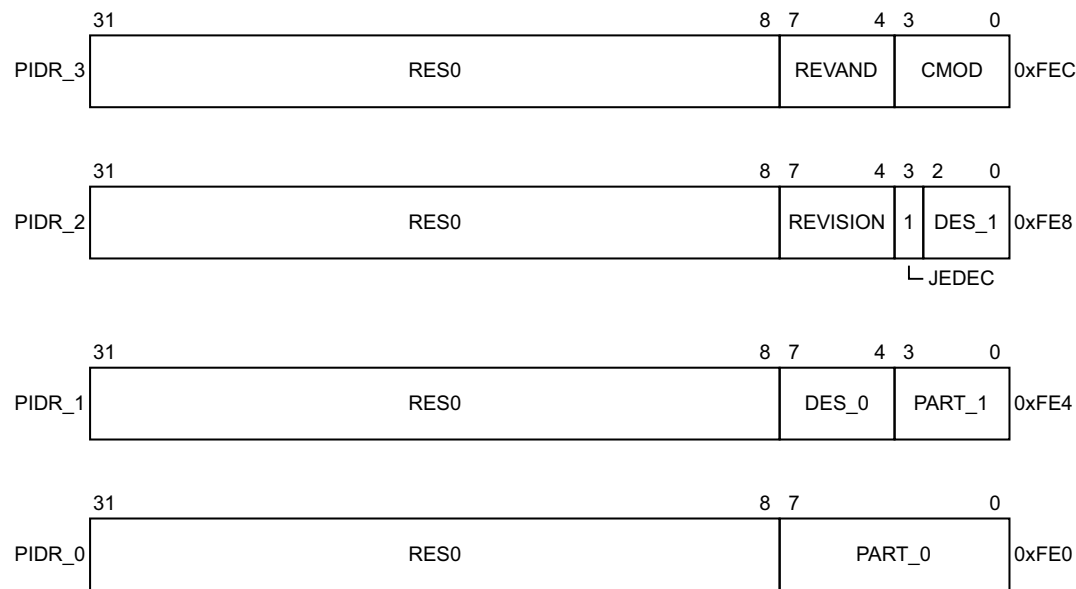 31 8 7 4 3 0
PIDR_3 RES0 REVAND CMOD 0xFEC
31 8 7 4 3 2 0
PIDR_2 RES0 REVISION 1 DES_1 0xFE8
JEDEC
31 8 7 4 3 0
PIDR_1 RES0 DES_0 PART_1 0xFE4
31 8 7 0
PIDR_0 RES0 PART_0 0xFE0